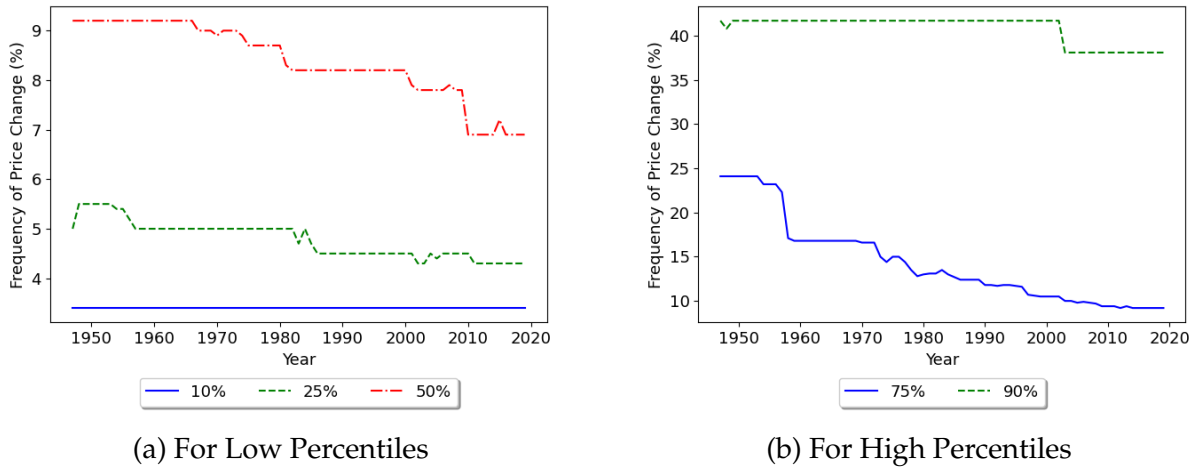 Frequency of Price Change (%)
9
8
7
6
5
4
1950 1960 1970 1980 1990 2000 2010 2020
Year
10% 25% 50%
(a) For Low Percentiles
Frequency of Price Change (%)
40
35
30
25
20
15
10
1950 1960 1970 1980 1990 2000 2010 2020
Year
75% 90%
(b) For High Percentiles